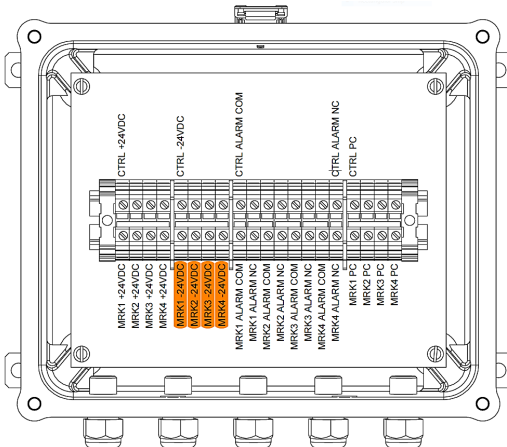 CTRL +24VDC
CTRL -24VDC
CTRL ALARM COM
CTRL ALARM NC
CTRL PC
MRK1 +24VDC
MRK2 +24VDC
MRK3 +24VDC
MRK4 +24VDC
MRK1 -24VDC
MRK2 -24VDC
MRK3 -24VDC
MRK4 -24VDC
MRK1 ALARM COM
MRK1 ALARM NC
MRK2 ALARM COM
MRK2 ALARM NC
MRK3 ALARM COM
MRK3 ALARM NC
MRK4 ALARM COM
MRK4 ALARM NC
MRK1 PC
MRK2 PC
MRK3 PC
MRK4 PC